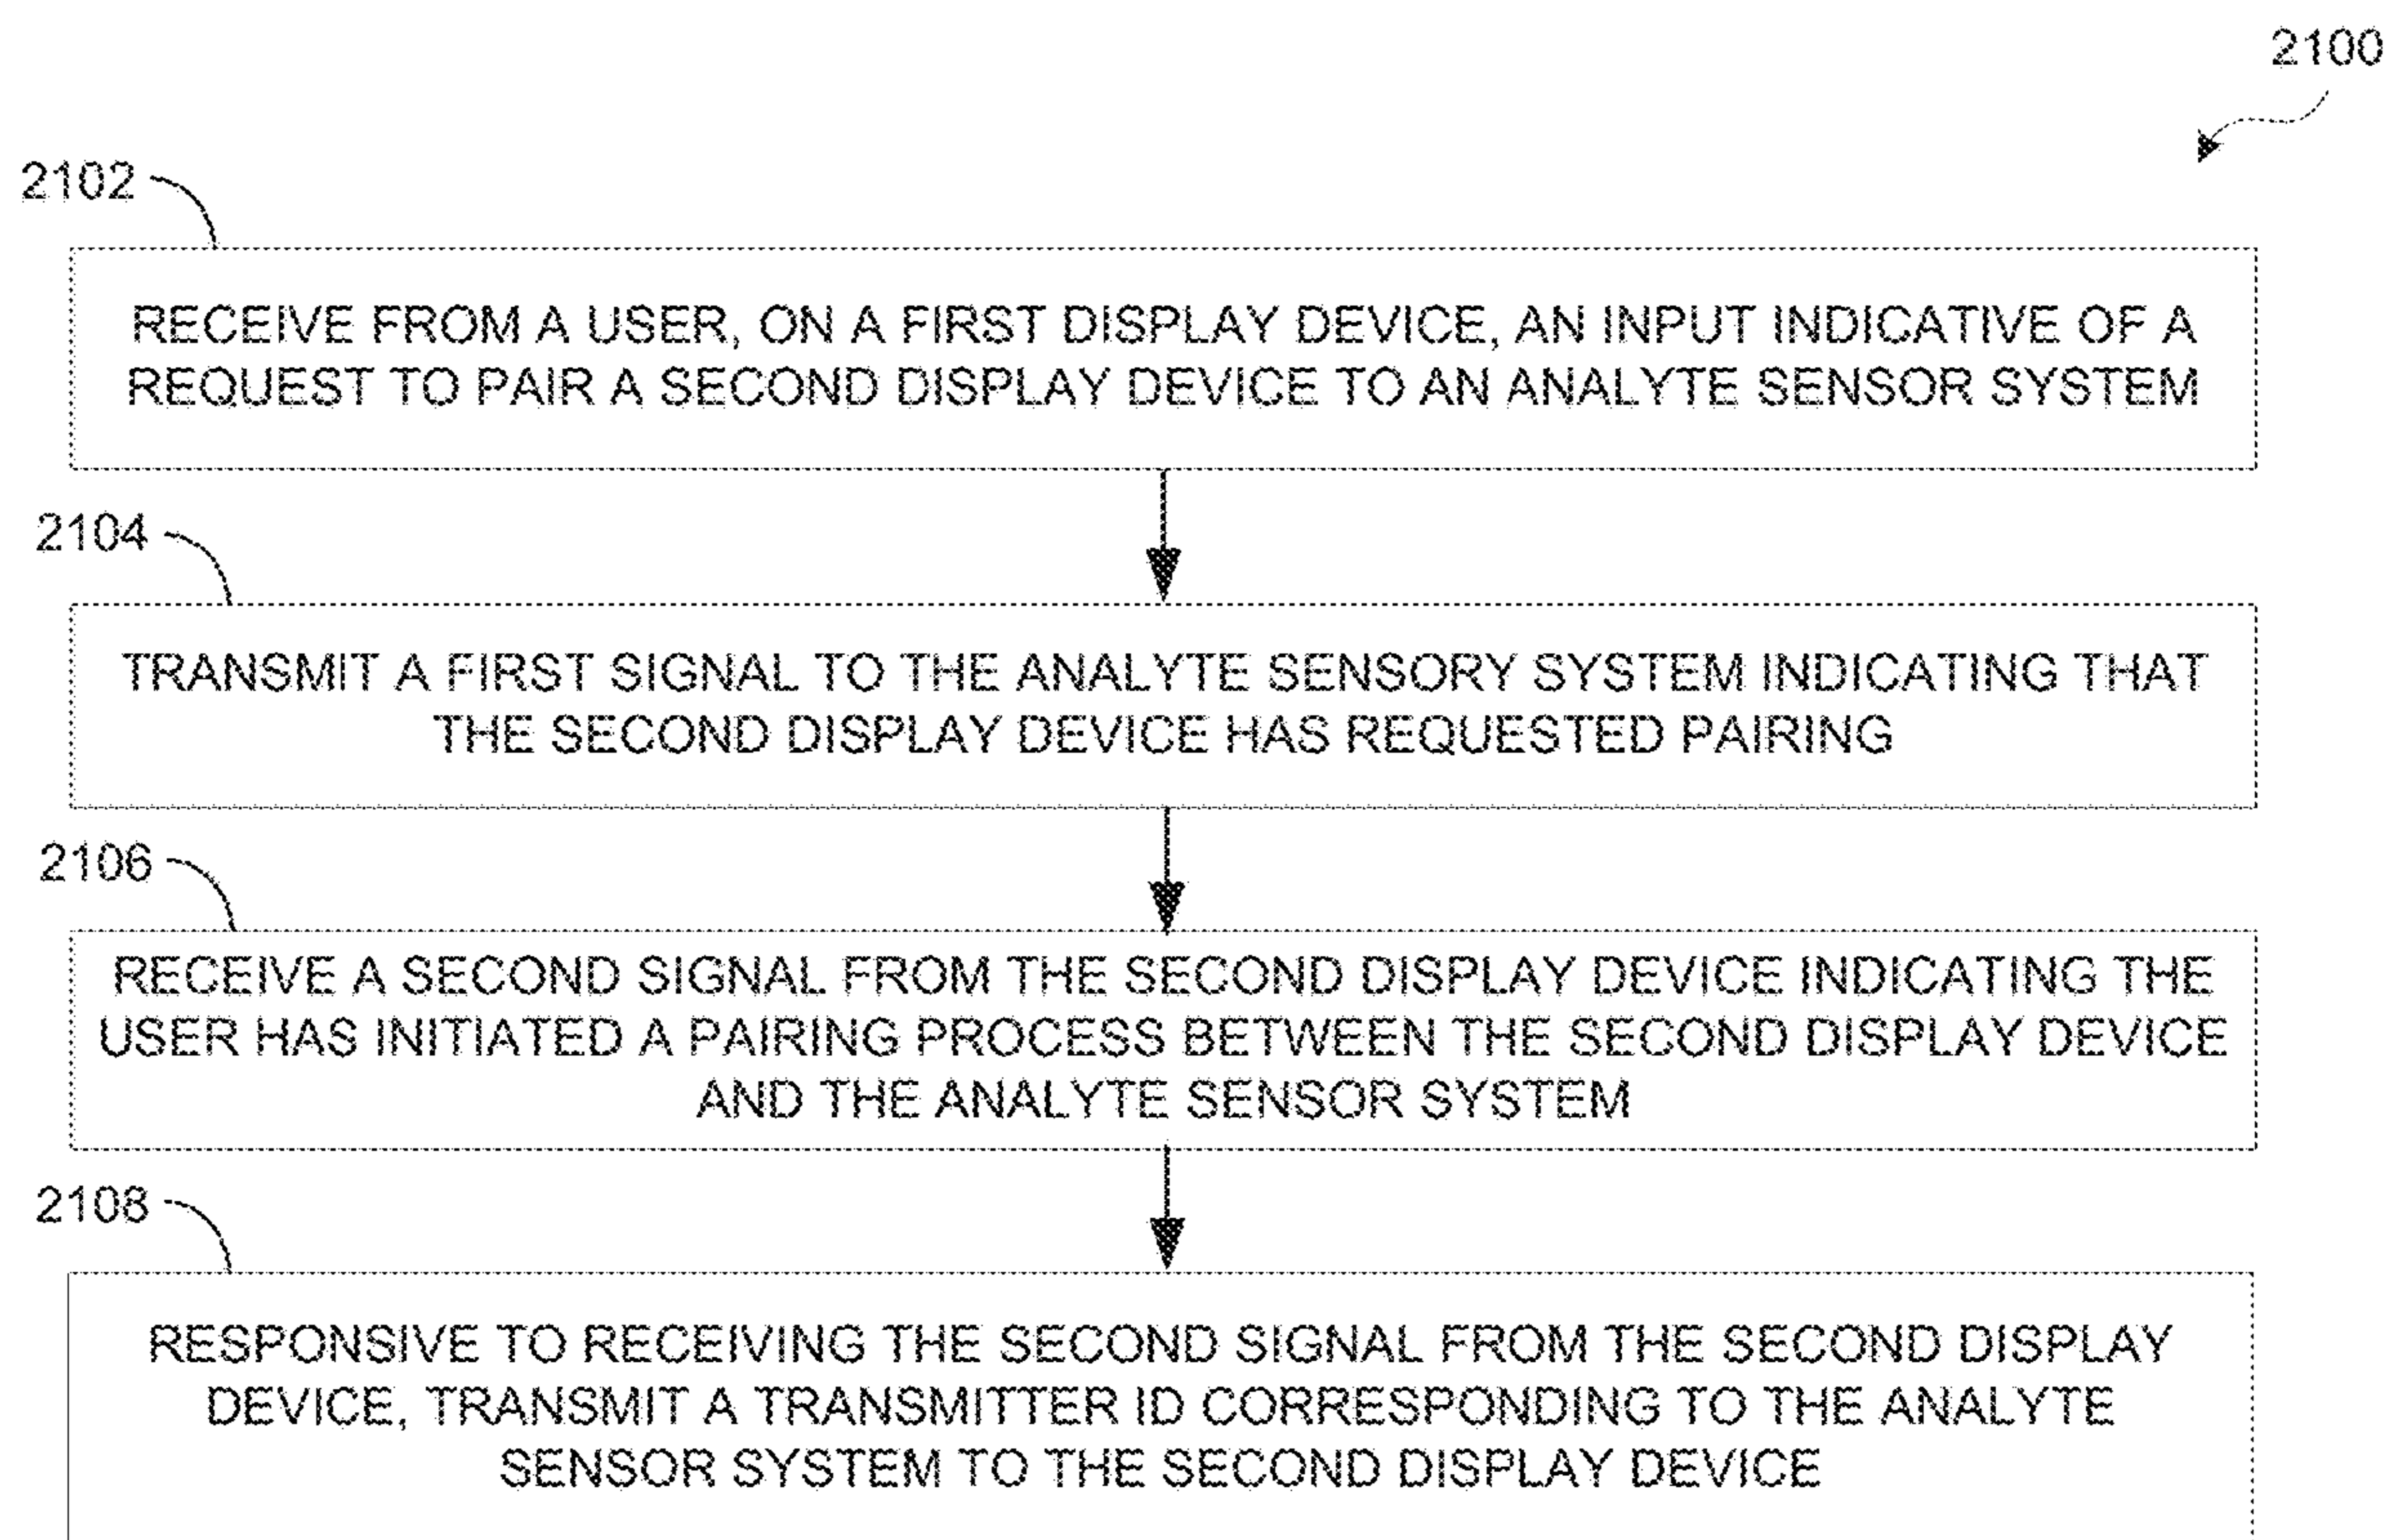 2100
2102
RECEIVE FROM A USER, ON A FIRST DISPLAY DEVICE, AN INPUT INDICATIVE OF A
REQUEST TO PAIR A SECOND DISPLAY DEVICE TO AN ANALYTE SENSOR SYSTEM
2104
TRANSMIT A FIRST SIGNAL TO THE ANALYTE SENSORY SYSTEM INDICATING THAT
THE SECOND DISPLAY DEVICE HAS REQUESTED PAIRING
2106
RECEIVE A SECOND SIGNAL FROM THE SECOND DISPLAY DEVICE INDICATING THE
USER HAS INITIATED A PAIRING PROCESS BETWEEN THE SECOND DISPLAY DEVICE
AND THE ANALYTE SENSOR SYSTEM
2108
RESPONSIVE TO RECEIVING THE SECOND SIGNAL FROM THE SECOND DISPLAY
DEVICE, TRANSMIT A TRANSMITTER ID CORRESPONDING TO THE ANALYTE
SENSOR SYSTEM TO THE SECOND DISPLAY DEVICE